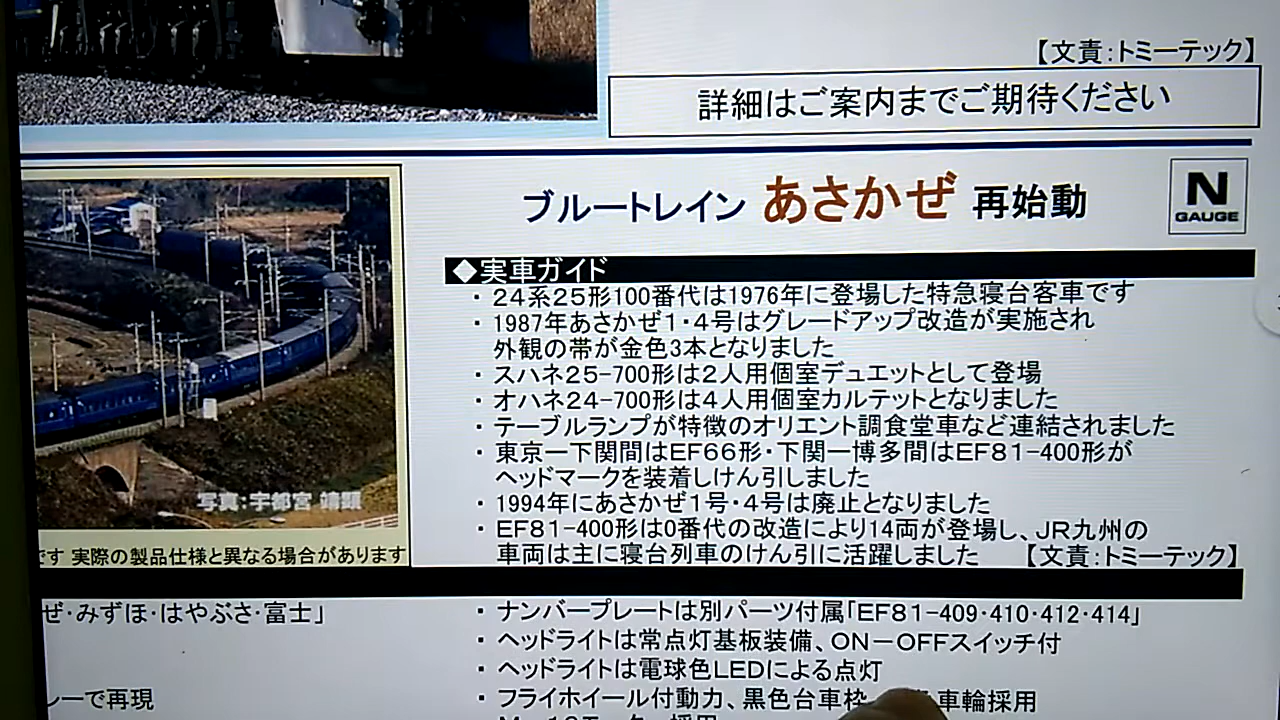 【文責：トミーテック】
詳細はご案内までご期待ください
ブルートレイン あさかぜ 再始動
N
GAUGE
◆実車ガイド
・24系25形100番代は1976年に登場した特急寝台客車です
・1987年あさかぜ1・4号はグレードアップ改造が実施され
外観の帯が金色3本となりました
・スハネ25-700形は2人用個室デュエットとして登場
・オハネ24-700形は4人用個室カルテットとなりました
・テーブルランプが特徴のオリエント調食堂車など連結されました
・東京ー下関間はEF66形・下関ー博多間はEF81-400形が
ヘッドマークを装着しけん引しました
・1994年にあさかぜ1号・4号は廃止となりました
・EF81-400形は0番代の改造により14両が登場し、JR九州の
車両は主に寝台列車のけん引に活躍しました
【文責：トミーテック】
写真：宇都宮 靖顕
です 実際の製品仕様と異なる場合があります
ぜ・みずほ・はやぶさ・富士」
レーで再現
・ナンバープレートは別パーツ付属「EF81-409・410・412・414」
・ヘッドライトは常点灯基板装備、ON－OFFスイッチ付
・ヘッドライトは電球色LEDによる点灯
・フライホイール付動力、黒色台車枠 車輪採用